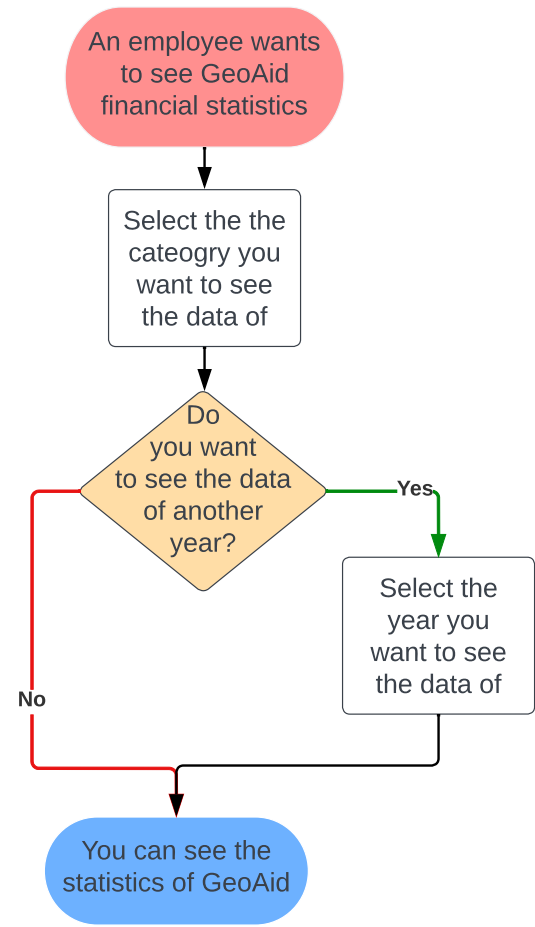 An employee wants
to see GeoAid
financial statistics
Select the the
cateogry you
want to see
the data of
Do
you want
to see the data
of another
year?
Yes
Select the
year you
want to see
the data of
No
You can see the
statistics of GeoAid